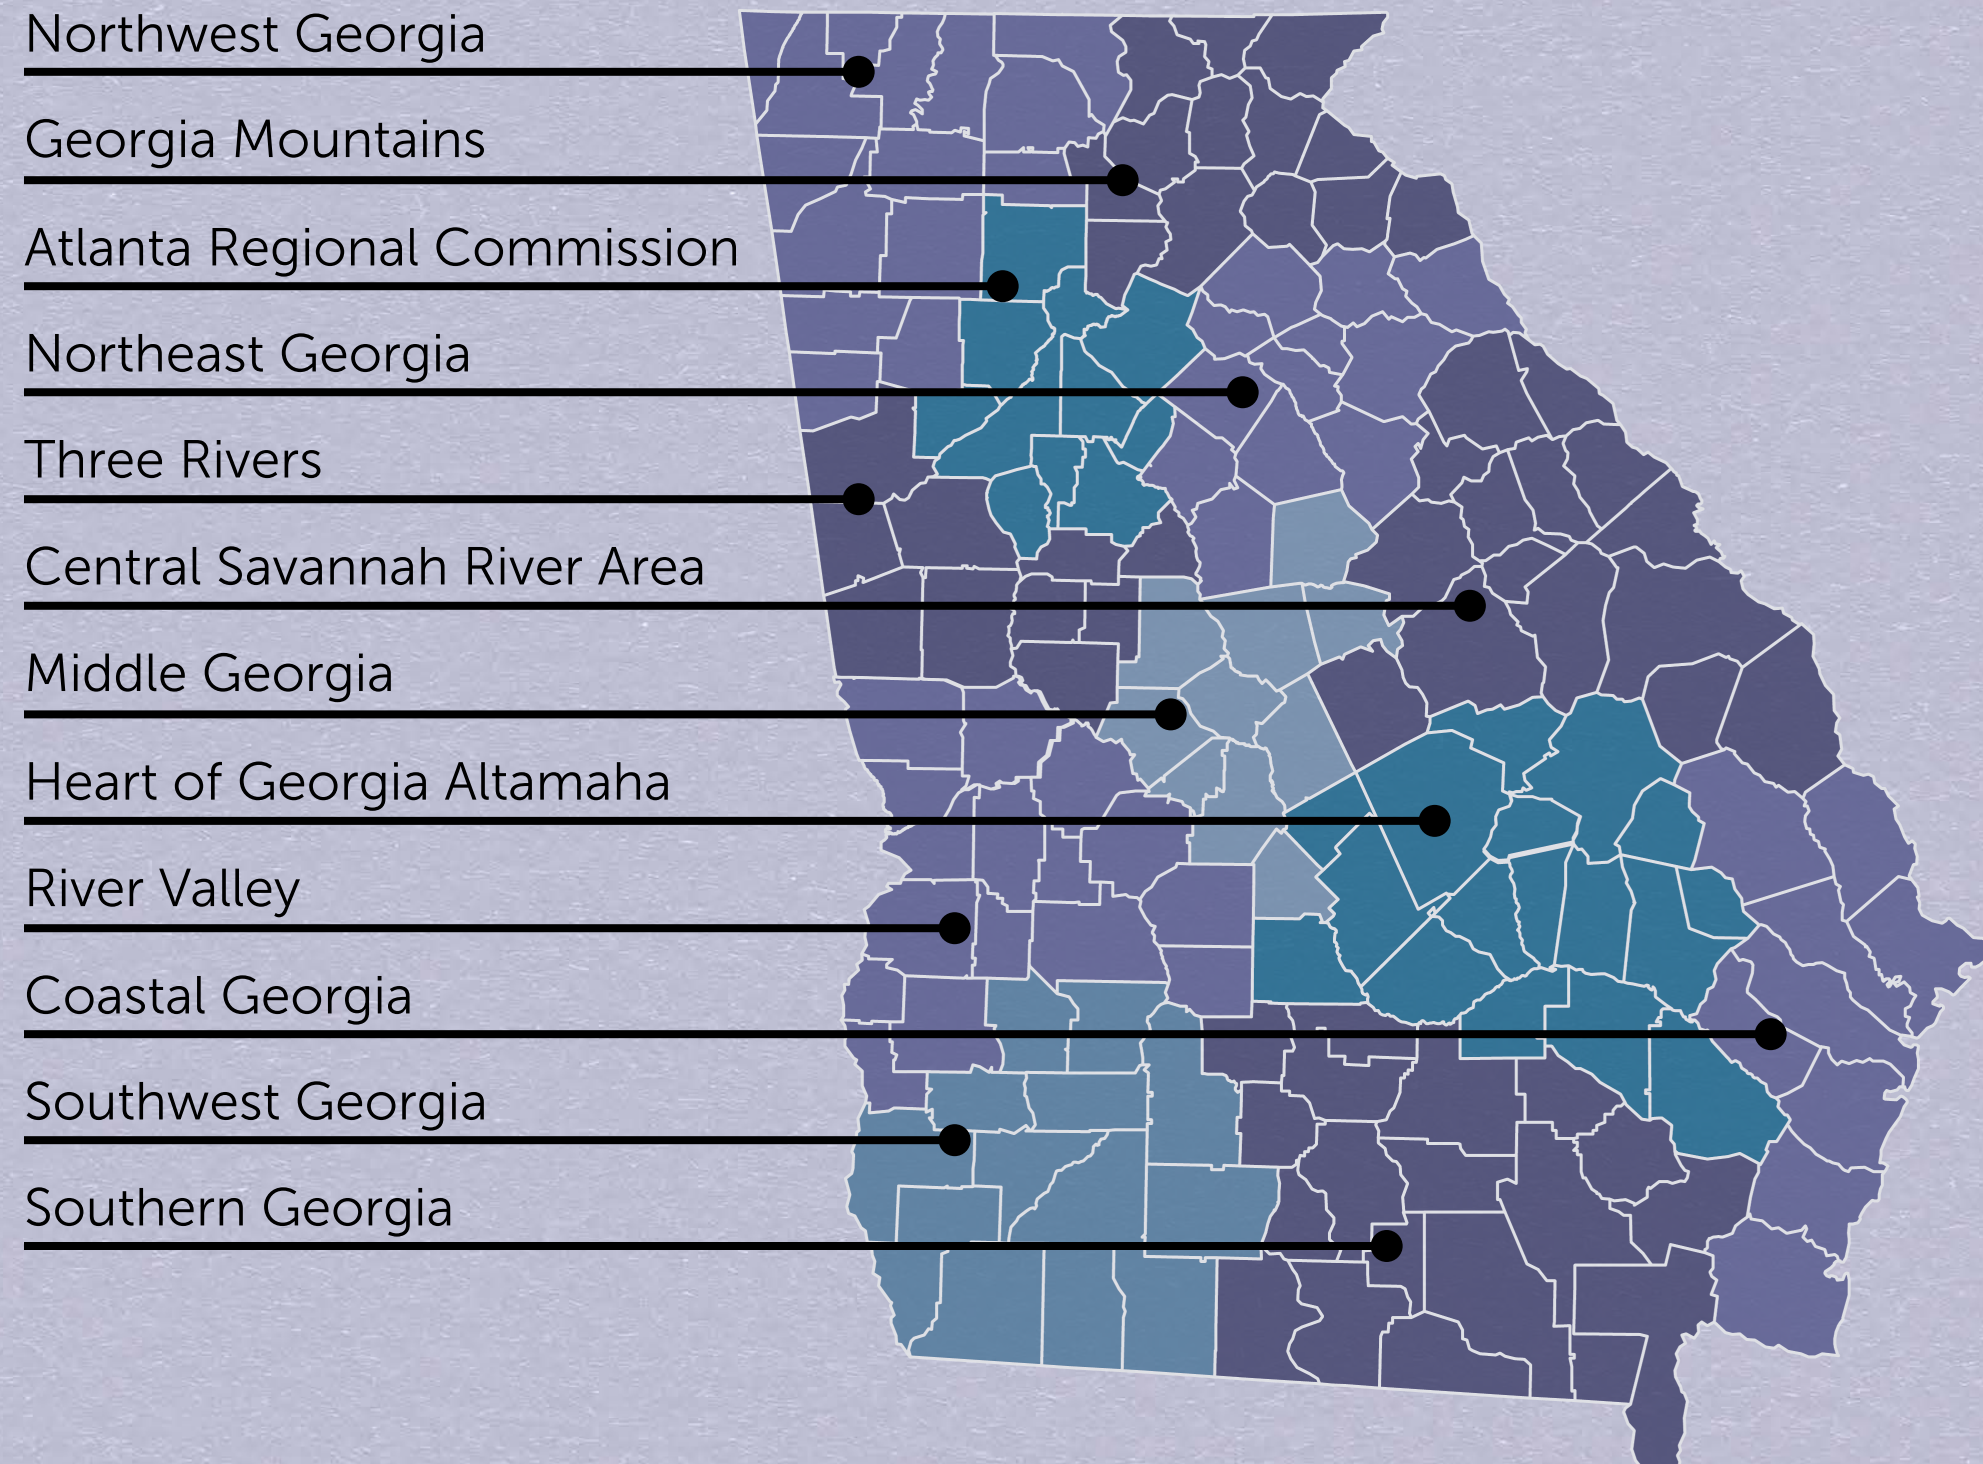 Northwest Georgia
Georgia Mountains
Atlanta Regional Commission
Northeast Georgia
Three Rivers
Central Savannah River Area
Middle Georgia
Heart of Georgia Altamaha
River Valley
Coastal Georgia
Southwest Georgia
Southern Georgia